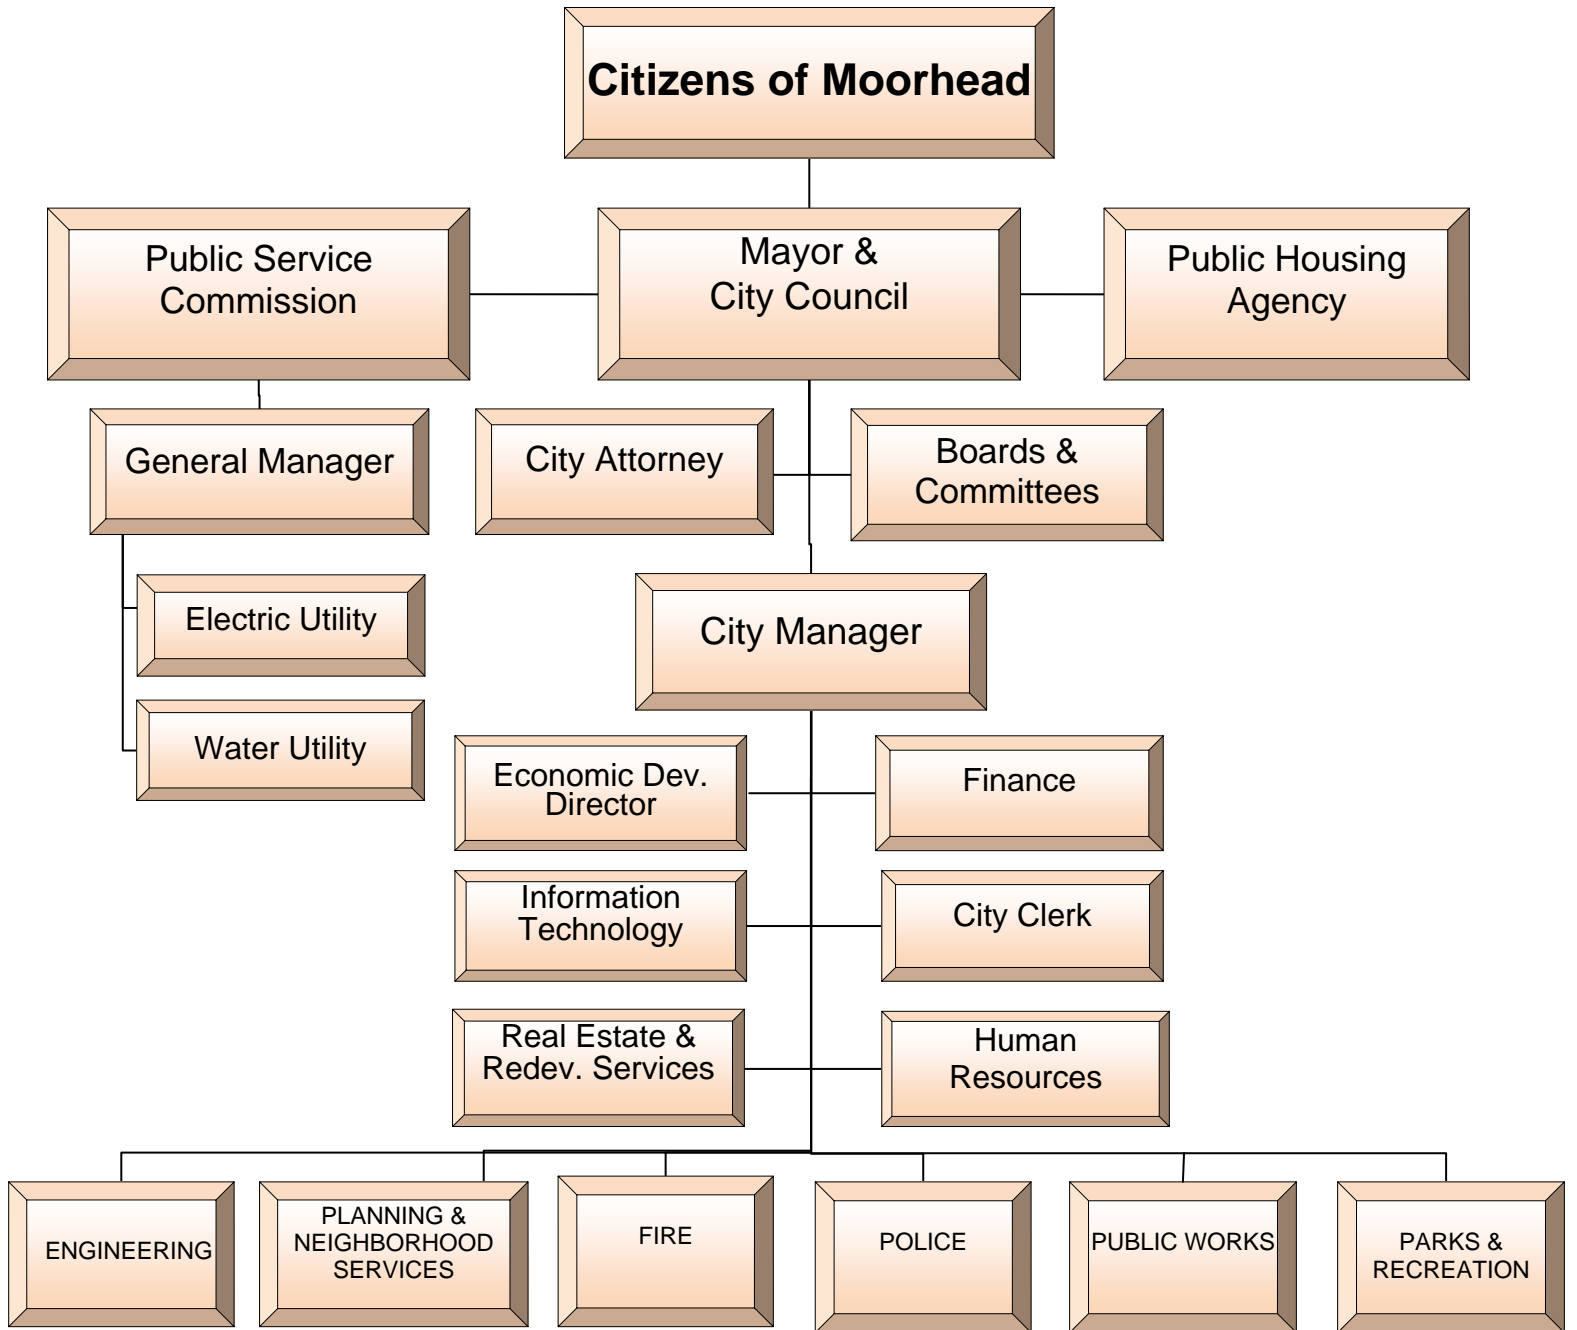 Citizens of Moorhead
Public Service
Commission
Mayor &
City Council
Public Housing
Agency
General Manager
City Attorney
Boards &
Committees
Electric Utility
Water Utility
City Manager
Economic Dev.
Director
Finance
Information
Technology
City Clerk
Real Estate &
Redev. Services
Human
Resources
ENGINEERING
PLANNING &
NEIGHBORHOOD
SERVICES
FIRE
POLICE
PUBLIC WORKS
PARKS &
RECREATION